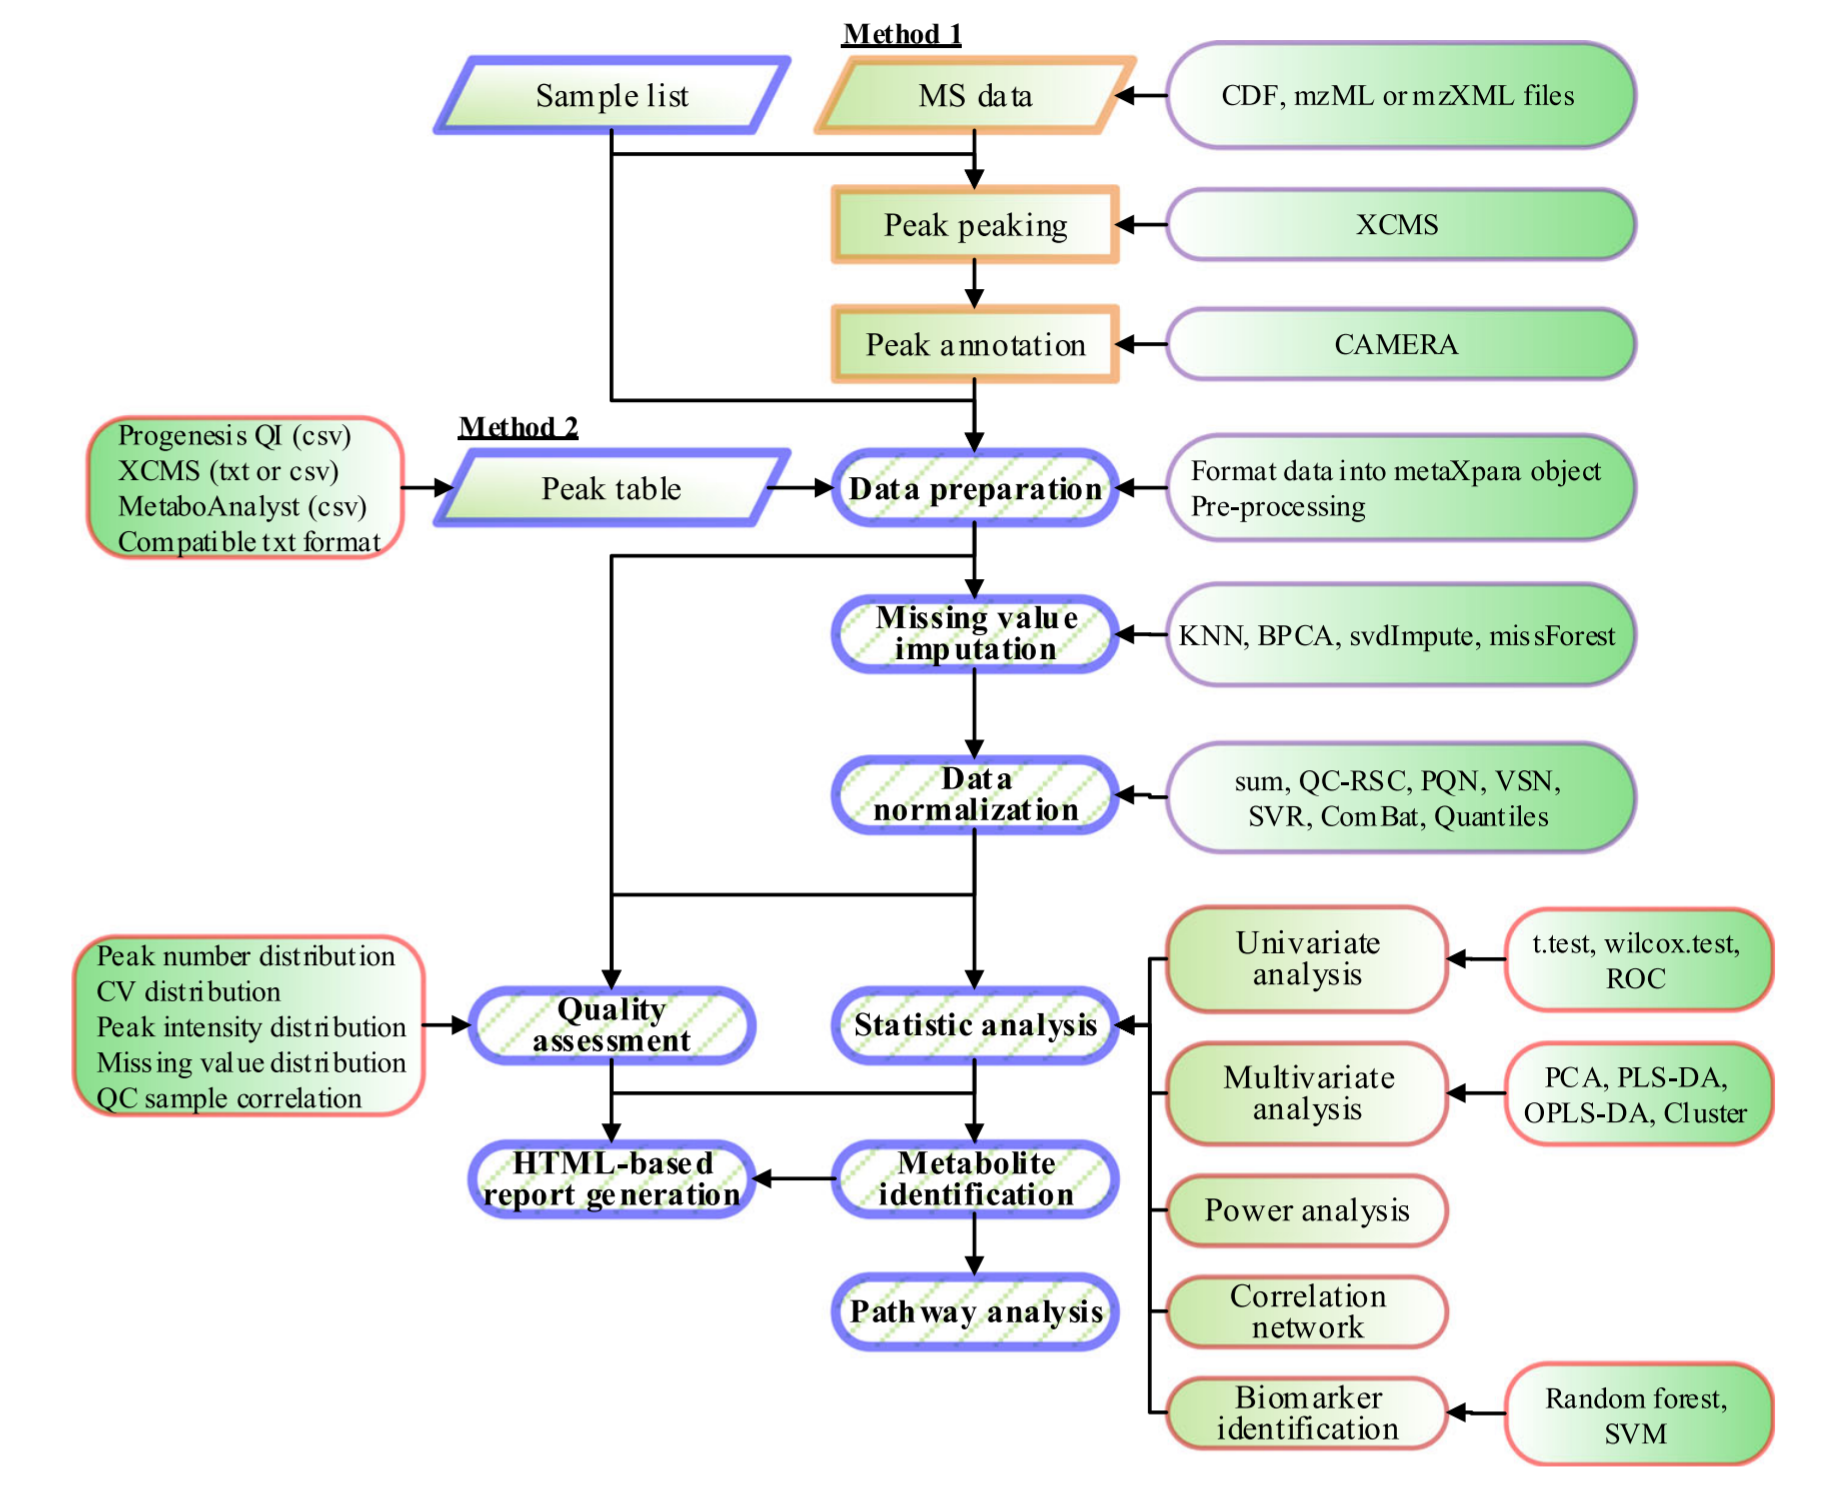 Method 1
Sample list
MS data
CDF, mzML or mzXML files
Peak peaking
XCMS
Peak annotation
CAMERA
Progenesis QI (csv)
XCMS (txt or csv)
MetaboAnalyst (csv)
Compatible txt format
Method 2
Peak table
Data preparation
Format data into metaXpara object
Pre-processing
Missing value
imputation
KNN, BPCA, svdImpute, missForest
Data
normalization
sum, QC-RSC, PQN, VSN,
SVR, ComBat, Quantiles
Peak number distribution
CV distribution
Peak intensity distribution
Missing value distribution
QC sample correlation
Quality
assessment
Statistic analysis
Univariate
analysis
t.test, wilcox.test,
ROC
Multivariate
analysis
PCA, PLS-DA,
OPLS-DA, Cluster
HTML-based
report generation
Metabolite
identification
Power analysis
Pathway analysis
Correlation
network
Biomarker
identification
Random forest,
SVM